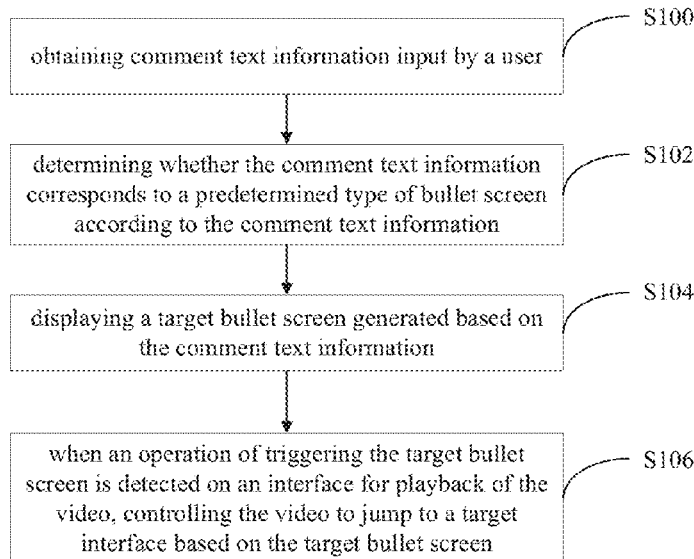 S100
obtaining comment text information input by a user
S102
determining whether the comment text information
corresponds to a predetermined type of bullet screen
according to the comment text information
S104
displaying a target bullet screen generated based on
the comment text information
S106
when an operation of triggering the target bullet
screen is detected on an interface for playback of the
video, controlling the video to jump to a target
interface based on the target bullet screen